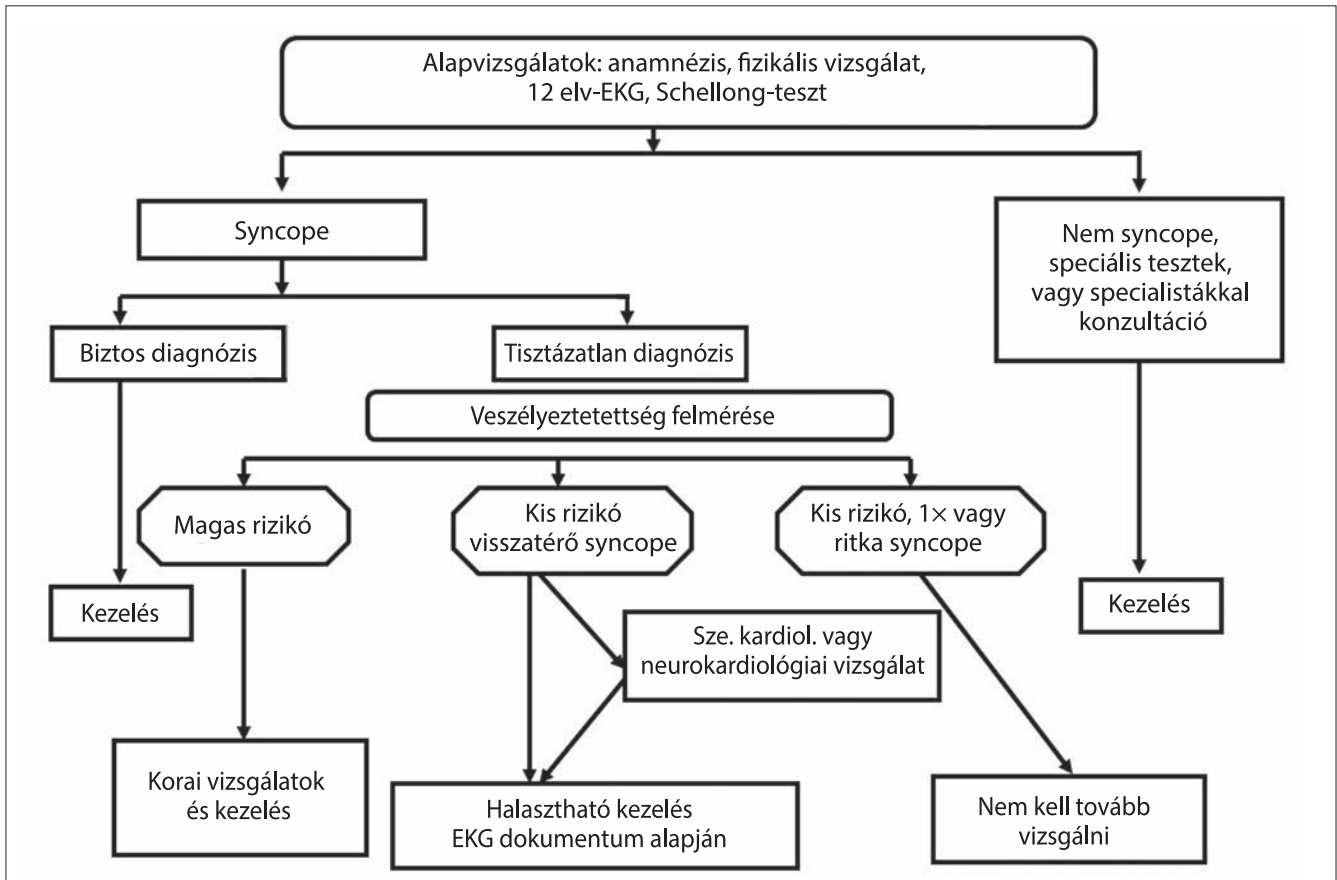 Alapvizsgálatok: anamnézis, fizikális vizsgálat,
12 elv-EKG, Schellong-teszt
Syncope
Nem syncope,
speciális tesztek,
vagy specialistákkal
konzultáció
Biztos diagnózis
Tisztázatlan diagnózis
Veszélyeztetettség felmérése
Magas rizikó
Kis rizikó
visszatérő syncope
Kis rizikó, 1× vagy
ritka syncope
Kezelés
Kezelés
Sze. kardiol. vagy
neurokardiológiai vizsgálat
Korai vizsgálatok
és kezelés
Halasztható kezelés
EKG dokumentum alapján
Nem kell tovább
vizsgálni